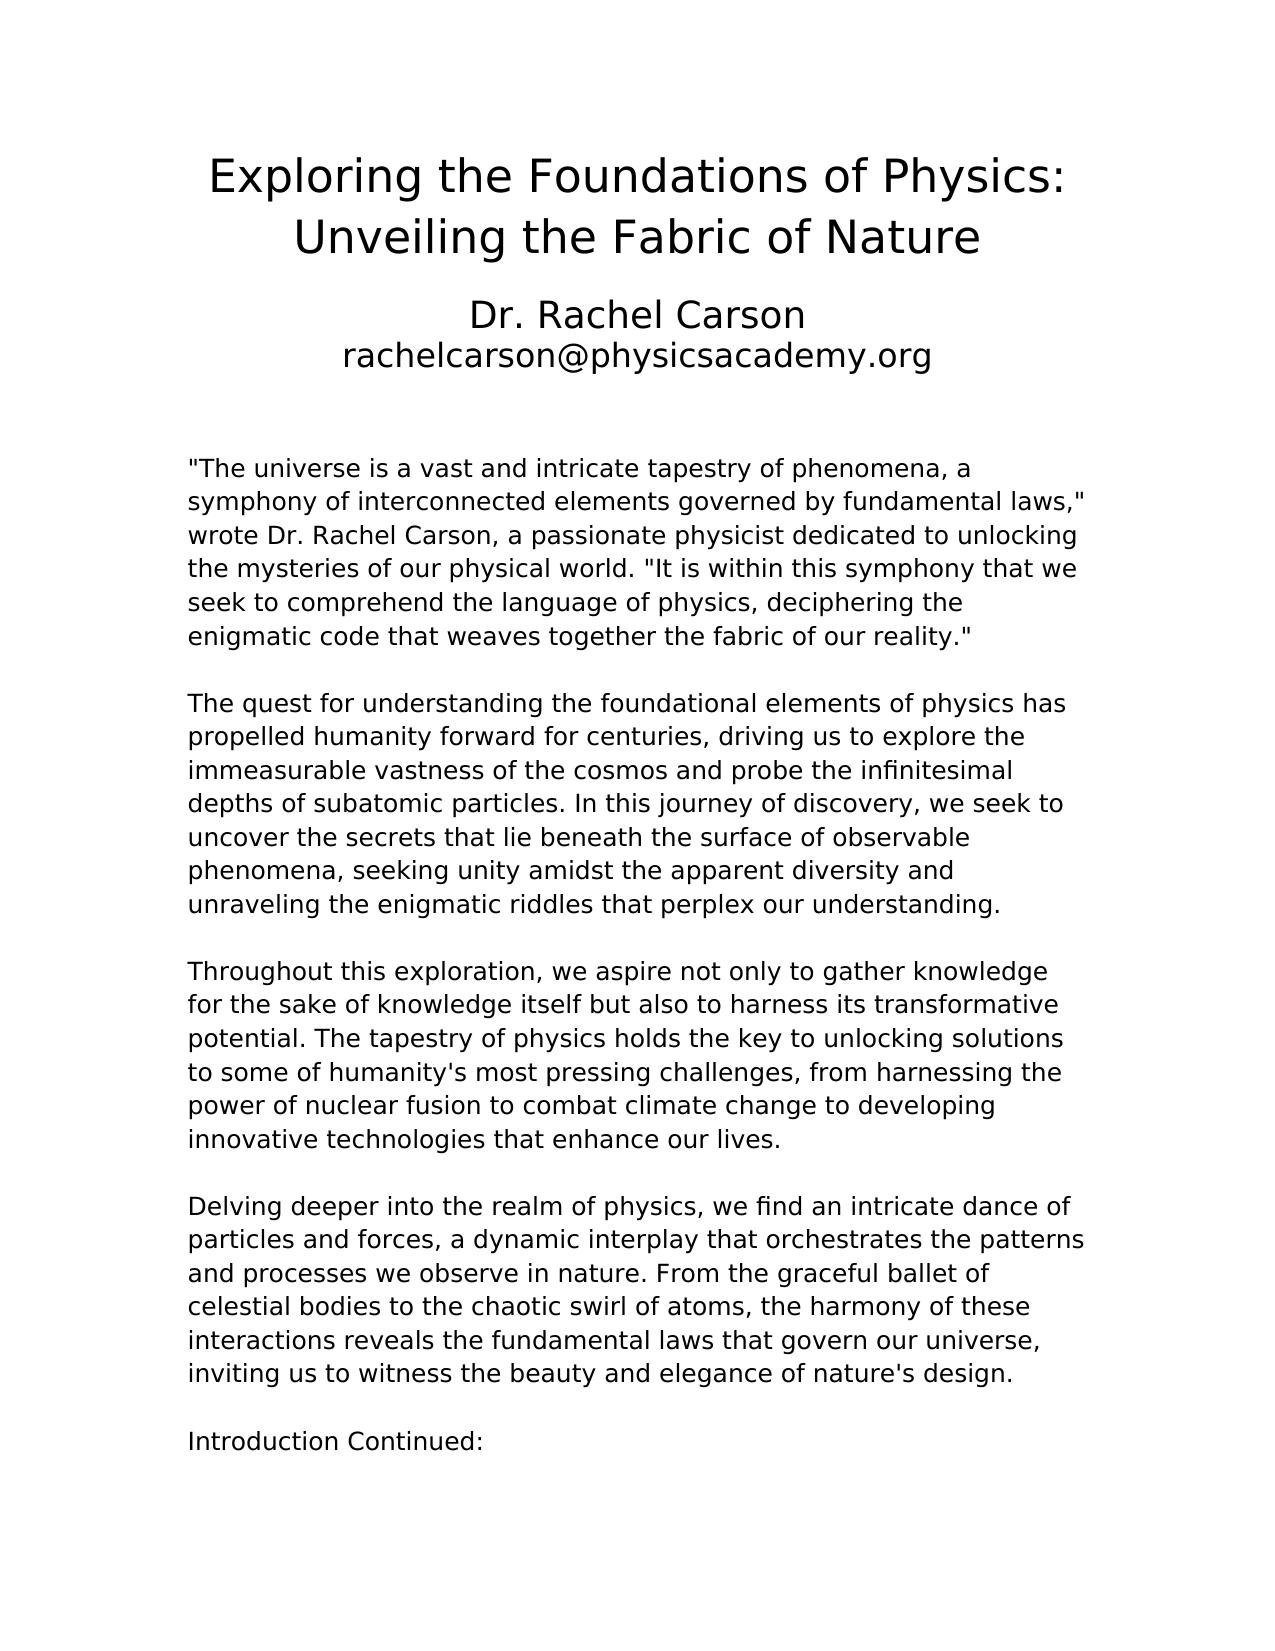 Exploring the Foundations of Physics:
Unveiling the Fabric of Nature
Dr. Rachel Carson
rachelcarson@physicsacademy.org
"The universe is a vast and intricate tapestry of phenomena, a
symphony of interconnected elements governed by fundamental laws,"
wrote Dr. Rachel Carson, a passionate physicist dedicated to unlocking
the mysteries of our physical world. "It is within this symphony that we
seek to comprehend the language of physics, deciphering the
enigmatic code that weaves together the fabric of our reality."
The quest for understanding the foundational elements of physics has
propelled humanity forward for centuries, driving us to explore the
immeasurable vastness of the cosmos and probe the infinitesimal
depths of subatomic particles. In this journey of discovery, we seek to
uncover the secrets that lie beneath the surface of observable
phenomena, seeking unity amidst the apparent diversity and
unraveling the enigmatic riddles that perplex our understanding.
Throughout this exploration, we aspire not only to gather knowledge
for the sake of knowledge itself but also to harness its transformative
potential. The tapestry of physics holds the key to unlocking solutions
to some of humanity's most pressing challenges, from harnessing the
power of nuclear fusion to combat climate change to developing
innovative technologies that enhance our lives.
Delving deeper into the realm of physics, we find an intricate dance of
particles and forces, a dynamic interplay that orchestrates the patterns
and processes we observe in nature. From the graceful ballet of
celestial bodies to the chaotic swirl of atoms, the harmony of these
interactions reveals the fundamental laws that govern our universe,
inviting us to witness the beauty and elegance of nature's design.
Introduction Continued: